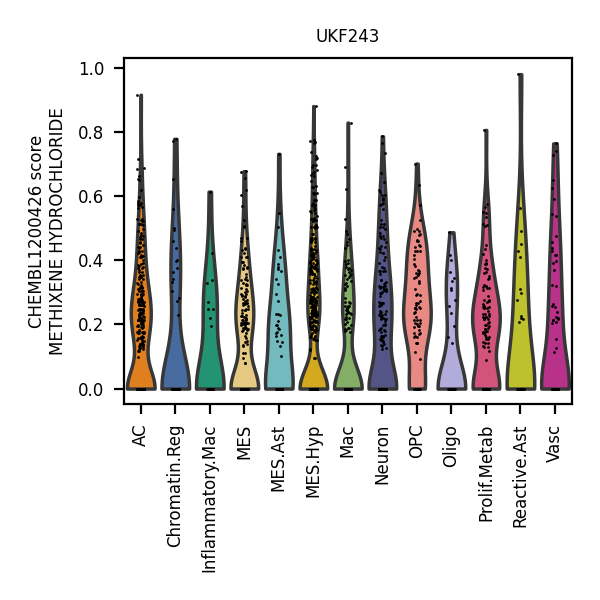 UKF243
CHEMBL1200426 score
METHIXENE HYDROCHLORIDE
1.0
0.8
0.6
0.4
0.2
0.0
AC
Chromatin.Reg
Inflammatory.Mac
MES
MES.Ast
MES.Hyp
Mac
Neuron
OPC
Oligo
Prolif.Metab
Reactive.Ast
Vasc